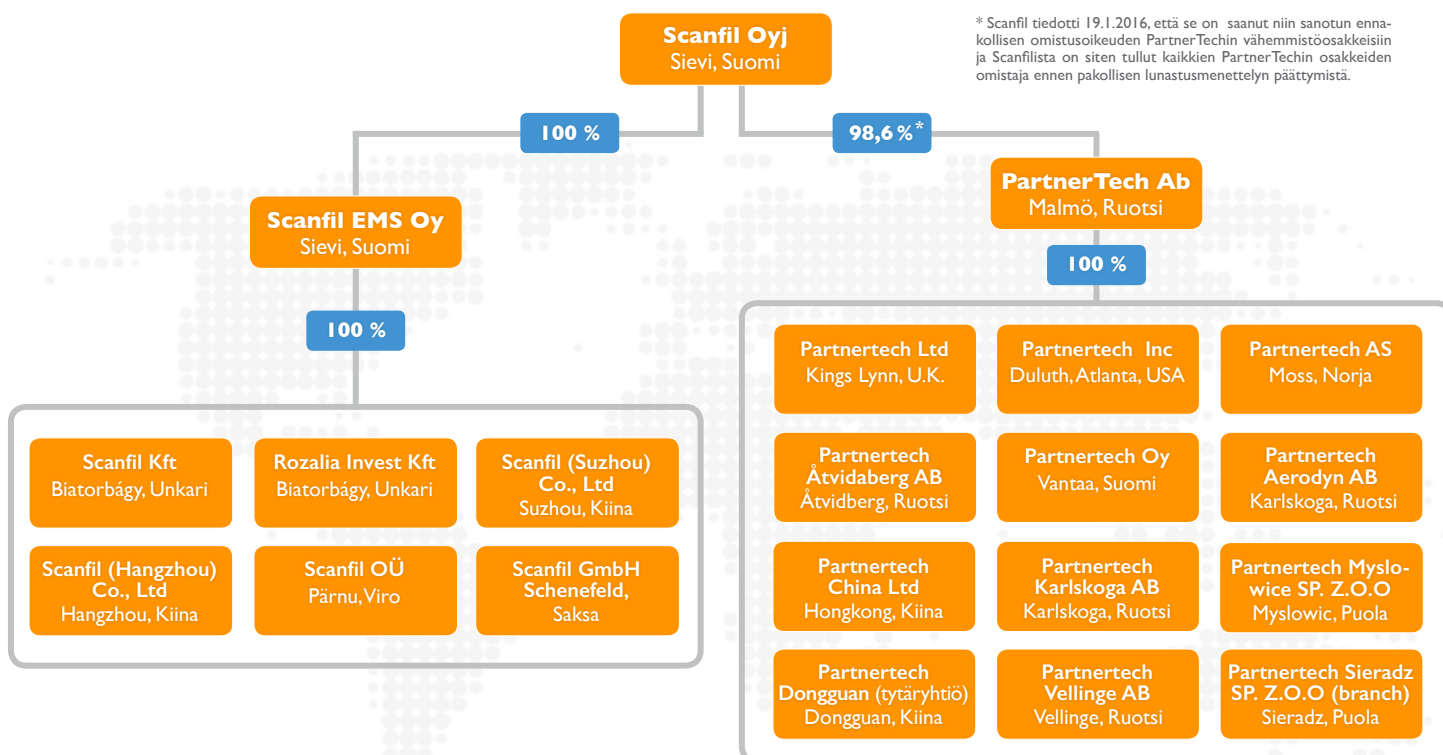 Scanfil Oyj
Sievi, Suomi
* Scanfil tiedotti 19.1.2016, että se on saanut niin sanotun enna-
kollisen omistusoikeuden PartnerTechin vähemmistöosakkeisiin
ja Scanfilista on siten tullut kaikkien PartnerTechin osakkeiden
omistaja ennen pakollisen lunastusmenettelyn päättymistä.
100 %
98,6 %*
Scanfil EMS Oy
Sievi, Suomi
PartnerTech Ab
Malmö, Ruotsi
100 %
100 %
Scanfil Kft
Biatorbágy, Unkari
Rozalia Invest Kft
Biatorbágy, Unkari
Scanfil (Suzhou)
Co., Ltd
Suzhou, Kiina
Scanfil (Hangzhou)
Co., Ltd
Hangzhou, Kiina
Scanfil OÜ
Pärnu, Viro
Scanfil GmbH
Schenefeld,
Saksa
Partnertech Ltd
Kings Lynn, U.K.
Partnertech Inc
Duluth, Atlanta, USA
Partnertech AS
Moss, Norja
Partnertech
Åtvidaberg AB
Åtvidberg, Ruotsi
Partnertech Oy
Vantaa, Suomi
Partnertech
Aerodyn AB
Karlskoga, Ruotsi
Partnertech
China Ltd
Hongkong, Kiina
Partnertech
Karlskoga AB
Karlskoga, Ruotsi
Partnertech Myslo-
wice SP. Z.O.O
Myslowic, Puola
Partnertech
Dongguan (tytäryhtiö)
Dongguan, Kiina
Partnertech
Vellinge AB
Vellinge, Ruotsi
Partnertech Sieradz
SP. Z.O.O (branch)
Sieradz, Puola